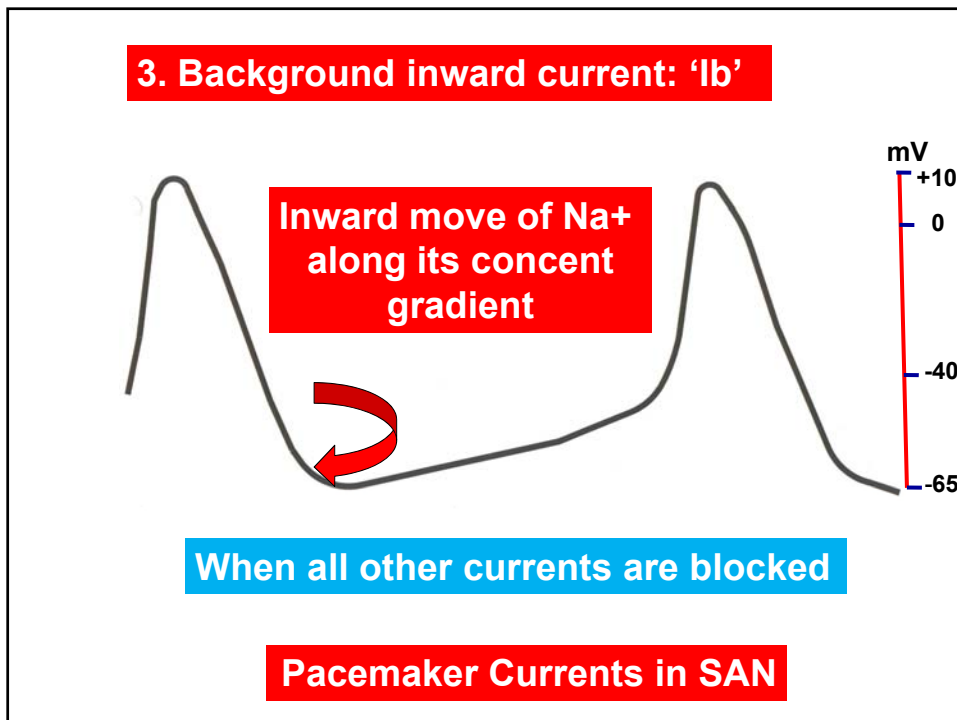 3. Background inward current: ‘Ib’
mV
+10
Inward move of Na+
along its concent
gradient
0
-40
-65
When all other currents are blocked
Pacemaker Currents in SAN